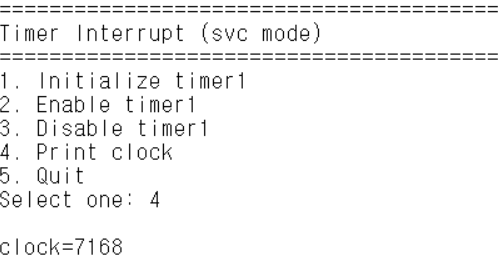 ========================================
Timer Interrupt (svc mode)
========================================
1. Initialize timer1
2. Enable timer1
3. Disable timer1
4. Print clock
5. Quit
Select one: 4
clock=7168